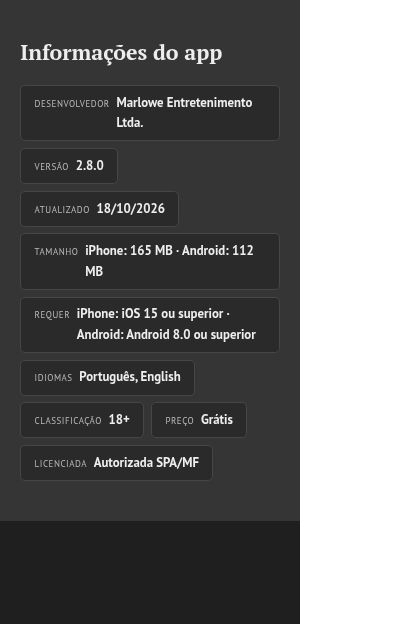 Informações do app
DESENVOLVEDOR Marlowe Entretenimento
Ltda.
VERSÃO 2.8.0
ATUALIZADO 18/10/2026
TAMANHO iPhone: 165 MB · Android: 112
MB
REQUER iPhone: iOS 15 ou superior ·
Android: Android 8.0 ou superior
IDIOMAS Português, English
CLASSIFICAÇÃO 18+ PREÇO Grátis
LICENCIADA Autorizada SPA/MF